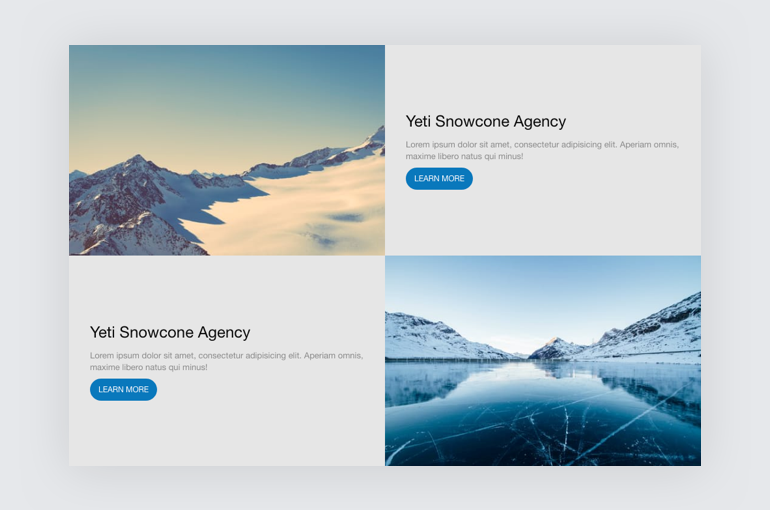 Yeti Snowcone Agency
Lorem ipsum dolor sit amet, consectetur adipisicing elit. Aperiam omnis,
maxime libero natus qui minus!
LEARN MORE
Yeti Snowcone Agency
Lorem ipsum dolor sit amet, consectetur adipisicing elit. Aperiam omnis,
maxime libero natus qui minus!
LEARN MORE